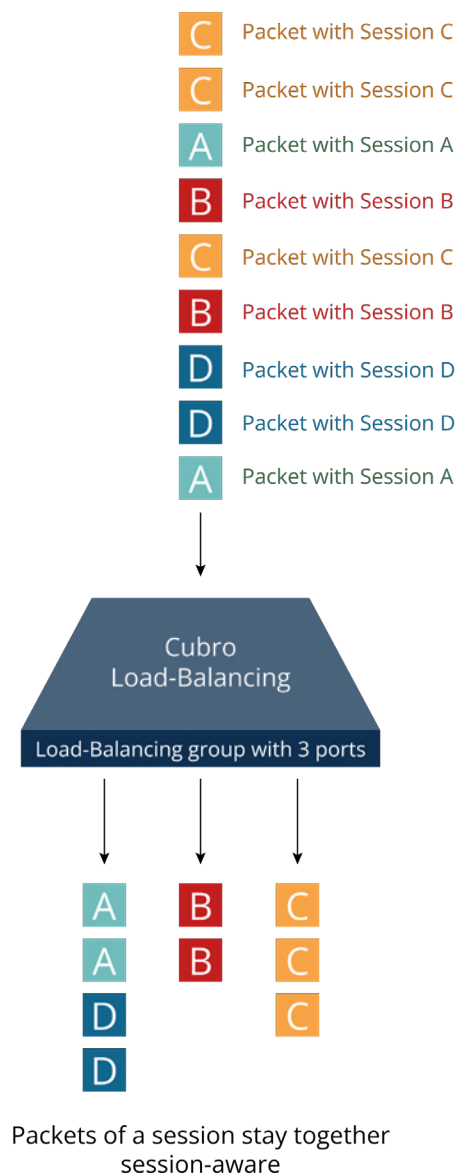 C Packet with Session C
C Packet with Session C
A Packet with Session A
B Packet with Session B
C Packet with Session C
B Packet with Session B
D Packet with Session D
D Packet with Session D
A Packet with Session A
Cubro
Load-Balancing
Load-Balancing group with 3 ports
A B C
A B C
D C
D
Packets of a session stay together
session-aware